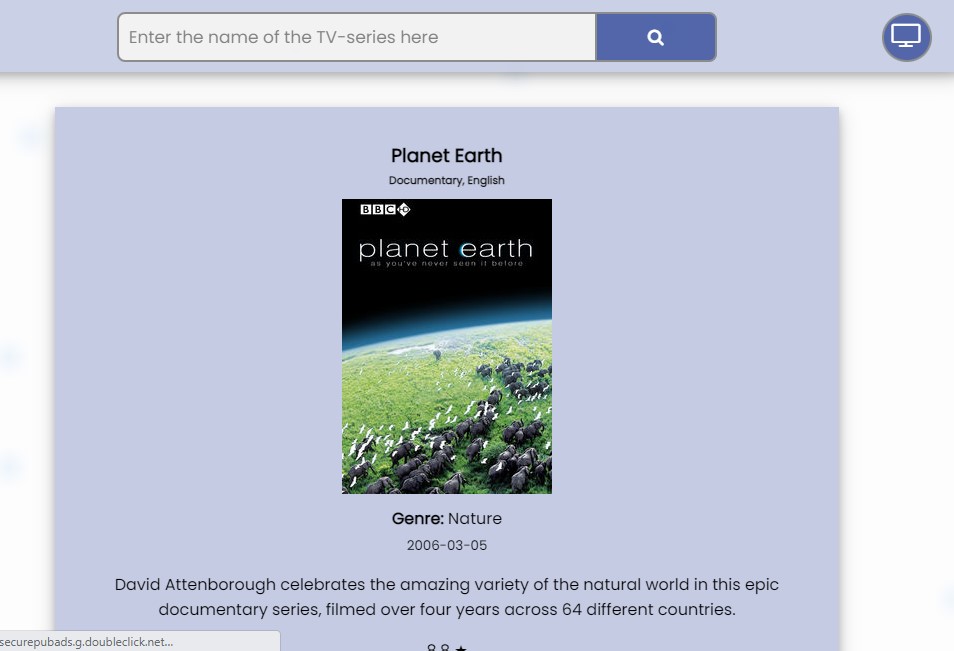 Enter the name of the TV-series here
Planet Earth
Documentary, English
BBC HD
planet earth
as you've never seen it before
Genre: Nature
2006-03-05
David Attenborough celebrates the amazing variety of the natural world in this epic
documentary series, filmed over four years across 64 different countries.
securepubads.g.doubleclick.net...